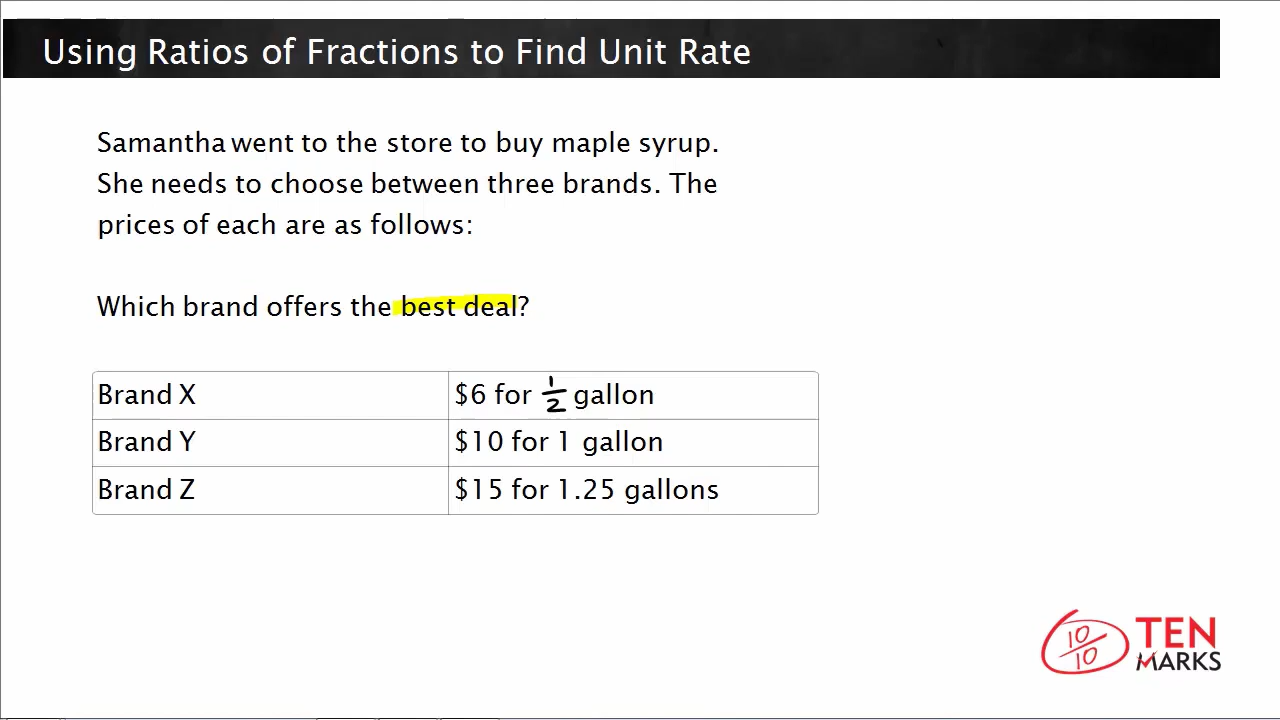 Using Ratios of Fractions to Find Unit Rate
Samantha went to the store to buy maple syrup.
She needs to choose between three brands. The
prices of each are as follows:
Which brand offers the best deal?
Brand X $6 for 1/2 gallon
Brand Y $10 for 1 gallon
Brand Z $15 for 1.25 gallons
10/10 TEN
MARKS